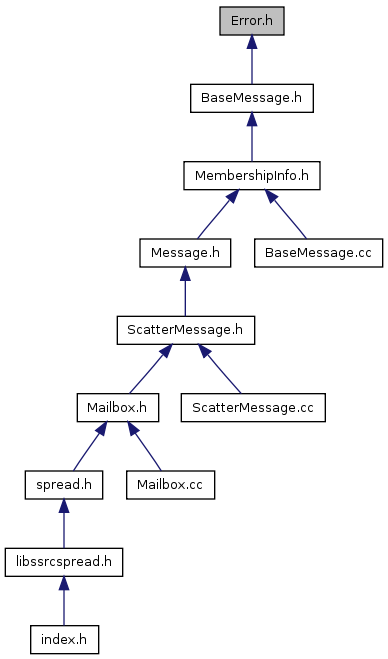 Error.h
BaseMessage.h
MembershipInfo.h
Message.h
BaseMessage.cc
ScatterMessage.h
Mailbox.h
ScatterMessage.cc
spread.h
Mailbox.cc
libssrcspread.h
index.h